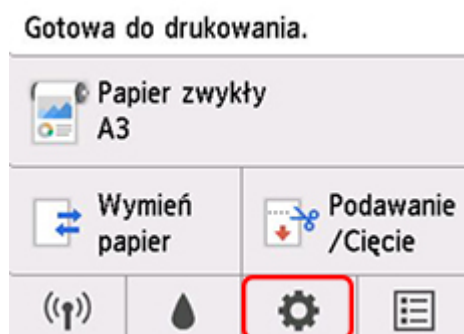 Gotowa do drukowania.
Papier zwykły
A3
Wymień
papier
Podawanie
/Cięcie